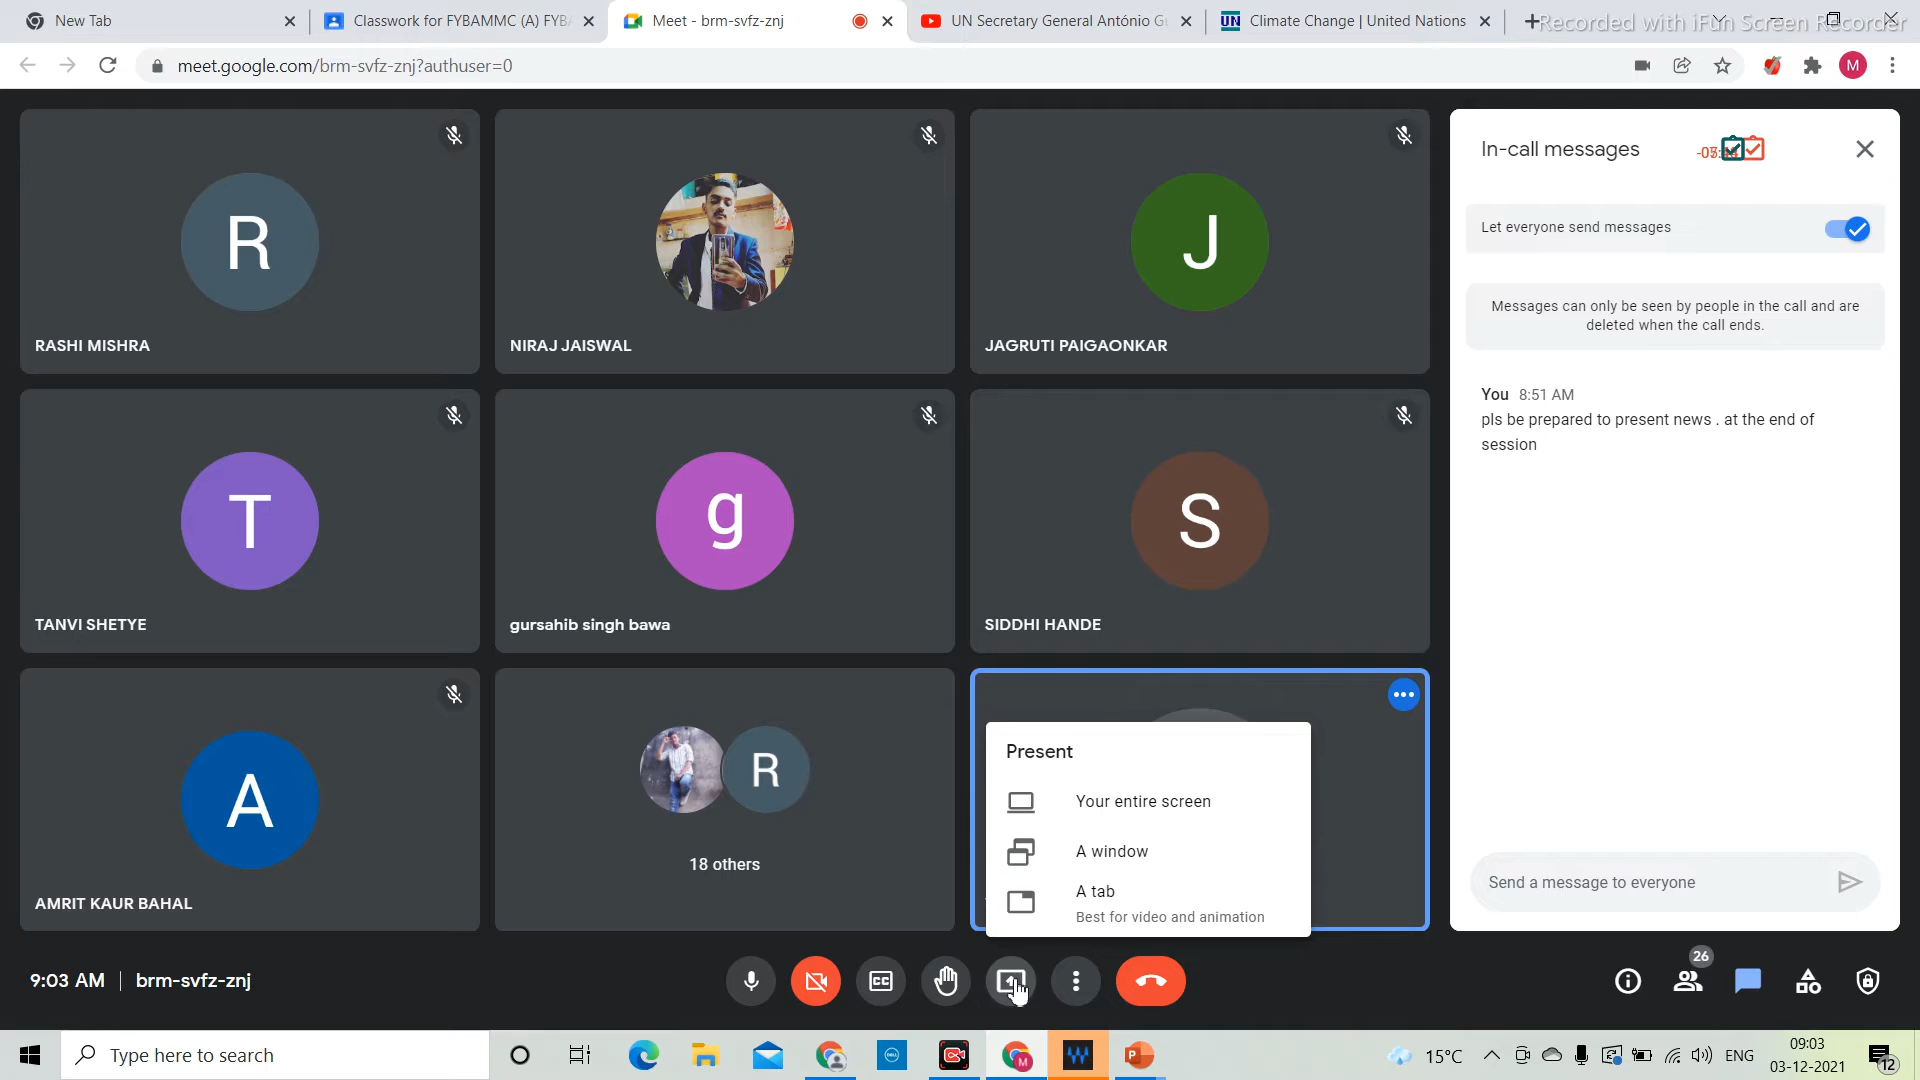 New Tab
Classwork for FYBAMMC (A) FYB
Meet - brm-svfz-znj
UN Secretary General António Gu
UN Climate Change | United Nations
Recorded with iFun Screen Recorder
meet.google.com/brm-svfz-znj?authuser=0
M
R
RASHI MISHRA
NIRAJ JAISWAL
J
JAGRUTI PAIGAONKAR
T
TANVI SHETYE
g
gursahib singh bawa
S
SIDDHI HANDE
A
AMRIT KAUR BAHAL
R
18 others
Present
Your entire screen
A window
A tab
Best for video and animation
In-call messages
Let everyone send messages
Messages can only be seen by people in the call and are
deleted when the call ends.
You 8:51 AM
pls be prepared to present news . at the end of
session
Send a message to everyone
9:03 AM | brm-svfz-znj
26
Type here to search
DELL
M
W
P
15°C
ENG
09:03
03-12-2021
12